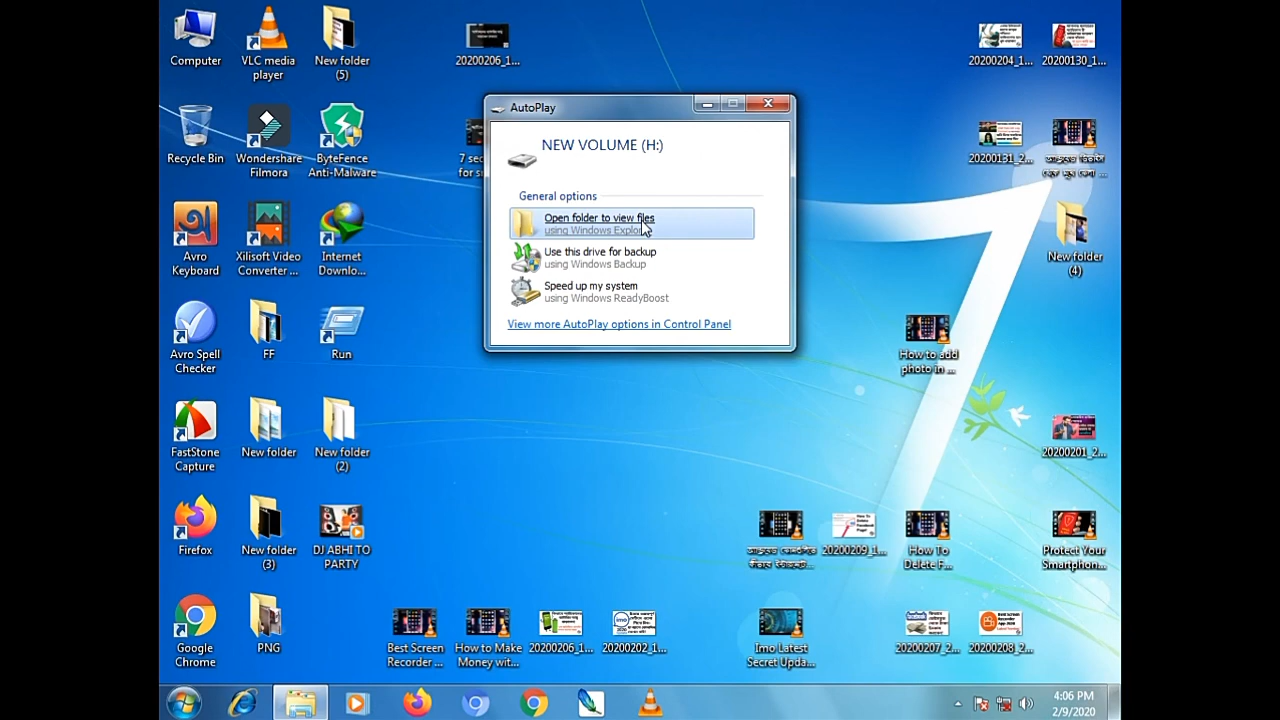 Computer
VLC media
player
New folder
(5)
20200206_1...
20200204_1...
20200130_1...
AutoPlay
NEW VOLUME (H:)
General options
Open folder to view files
using Windows Explo
Use this drive for backup
using Windows Backup
Speed up my system
using Windows ReadyBoost
View more AutoPlay options in Control Panel
Recycle Bin
Wondershare
Filmora
ByteFence
Anti-Malware
7 sec
for s
20200131_2...
Avro
Keyboard
Xilisoft Video
Converter ...
Internet
Downlo...
New folder
(4)
Avro Spell
Checker
FF
Run
How to add
photo in ...
FastStone
Capture
New folder
New folder
(2)
20200201_2...
Firefox
New folder
(3)
DJ ABHI TO
PARTY
20200209_1...
How To
Delete F...
Protect Your
Smartphon...
Google
Chrome
PNG
Best Screen
Recorder ...
How to Make
Money wit...
20200206_1...
20200202_1...
Imo Latest
Secret Upda...
20200207_2...
20200208_2...
4:06 PM
2/9/2020